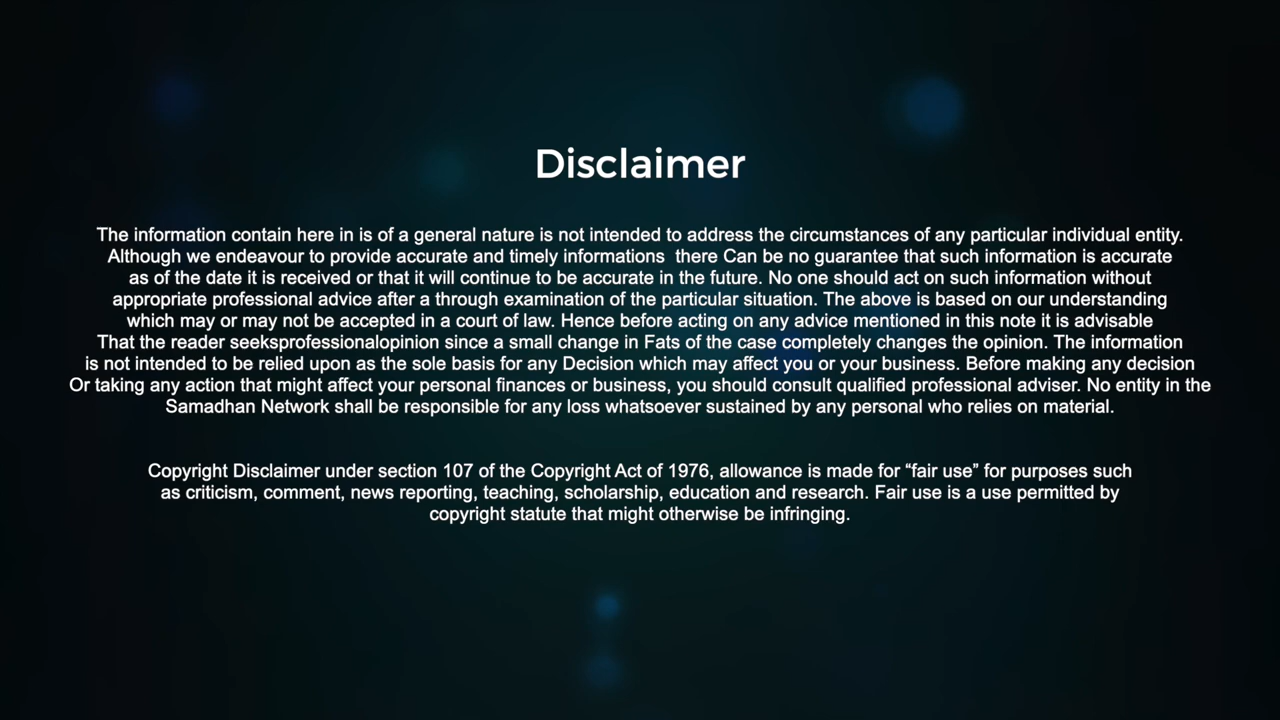 Disclaimer
The information contain here in is of a general nature is not intended to address the circumstances of any particular individual entity.
Although we endeavour to provide accurate and timely informations  there Can be no guarantee that such information is accurate
as of the date it is received or that it will continue to be accurate in the future. No one should act on such information without
appropriate professional advice after a through examination of the particular situation. The above is based on our understanding
which may or may not be accepted in a court of law. Hence before acting on any advice mentioned in this note it is advisable
That the reader seeksprofessionalopinion since a small change in Fats of the case completely changes the opinion. The information
is not intended to be relied upon as the sole basis for any Decision which may affect you or your business. Before making any decision
Or taking any action that might affect your personal finances or business, you should consult qualified professional adviser. No entity in the
Samadhan Network shall be responsible for any loss whatsoever sustained by any personal who relies on material.
Copyright Disclaimer under section 107 of the Copyright Act of 1976, allowance is made for “fair use” for purposes such
as criticism, comment, news reporting, teaching, scholarship, education and research. Fair use is a use permitted by
copyright statute that might otherwise be infringing.